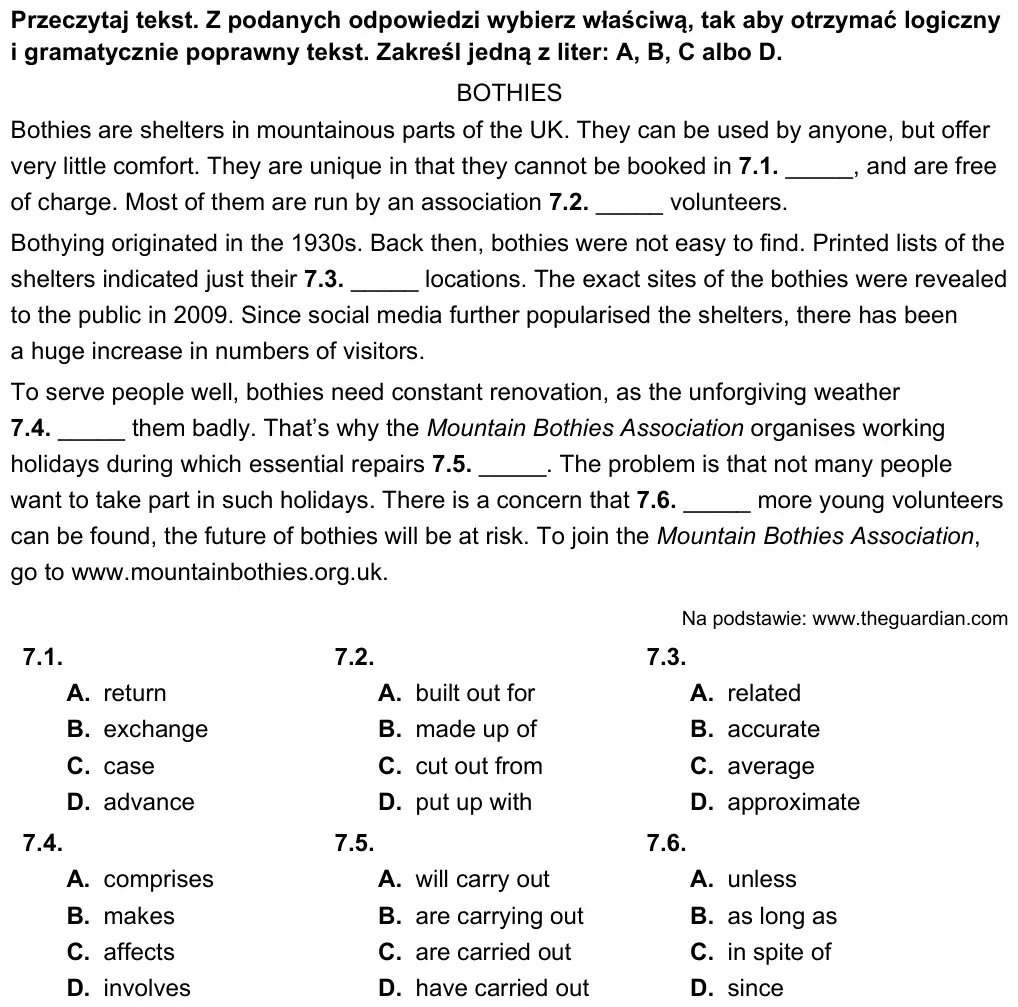 Przeczytaj tekst. Z podanych odpowiedzi wybierz właściwą, tak aby otrzymać logiczny
i gramatycznie poprawny tekst. Zakreśl jedną z liter: A, B, C albo D.
BOTHIES
Bothies are shelters in mountainous parts of the UK. They can be used by anyone, but offer
very little comfort. They are unique in that they cannot be booked in 7.1. _____, and are free
of charge. Most of them are run by an association 7.2. _____ volunteers.
Bothying originated in the 1930s. Back then, bothies were not easy to find. Printed lists of the
shelters indicated just their 7.3. _____ locations. The exact sites of the bothies were revealed
to the public in 2009. Since social media further popularised the shelters, there has been
a huge increase in numbers of visitors.
To serve people well, bothies need constant renovation, as the unforgiving weather
7.4. _____ them badly. That's why the Mountain Bothies Association organises working
holidays during which essential repairs 7.5. _____. The problem is that not many people
want to take part in such holidays. There is a concern that 7.6. _____ more young volunteers
can be found, the future of bothies will be at risk. To join the Mountain Bothies Association,
go to www.mountainbothies.org.uk.
Na podstawie: www.theguardian.com
7.1. 7.2. 7.3.
A. return A. built out for A. related
B. exchange B. made up of B. accurate
C. case C. cut out from C. average
D. advance D. put up with D. approximate
7.4. 7.5. 7.6.
A. comprises A. will carry out A. unless
B. makes B. are carrying out B. as long as
C. affects C. are carried out C. in spite of
D. involves D. have carried out D. since